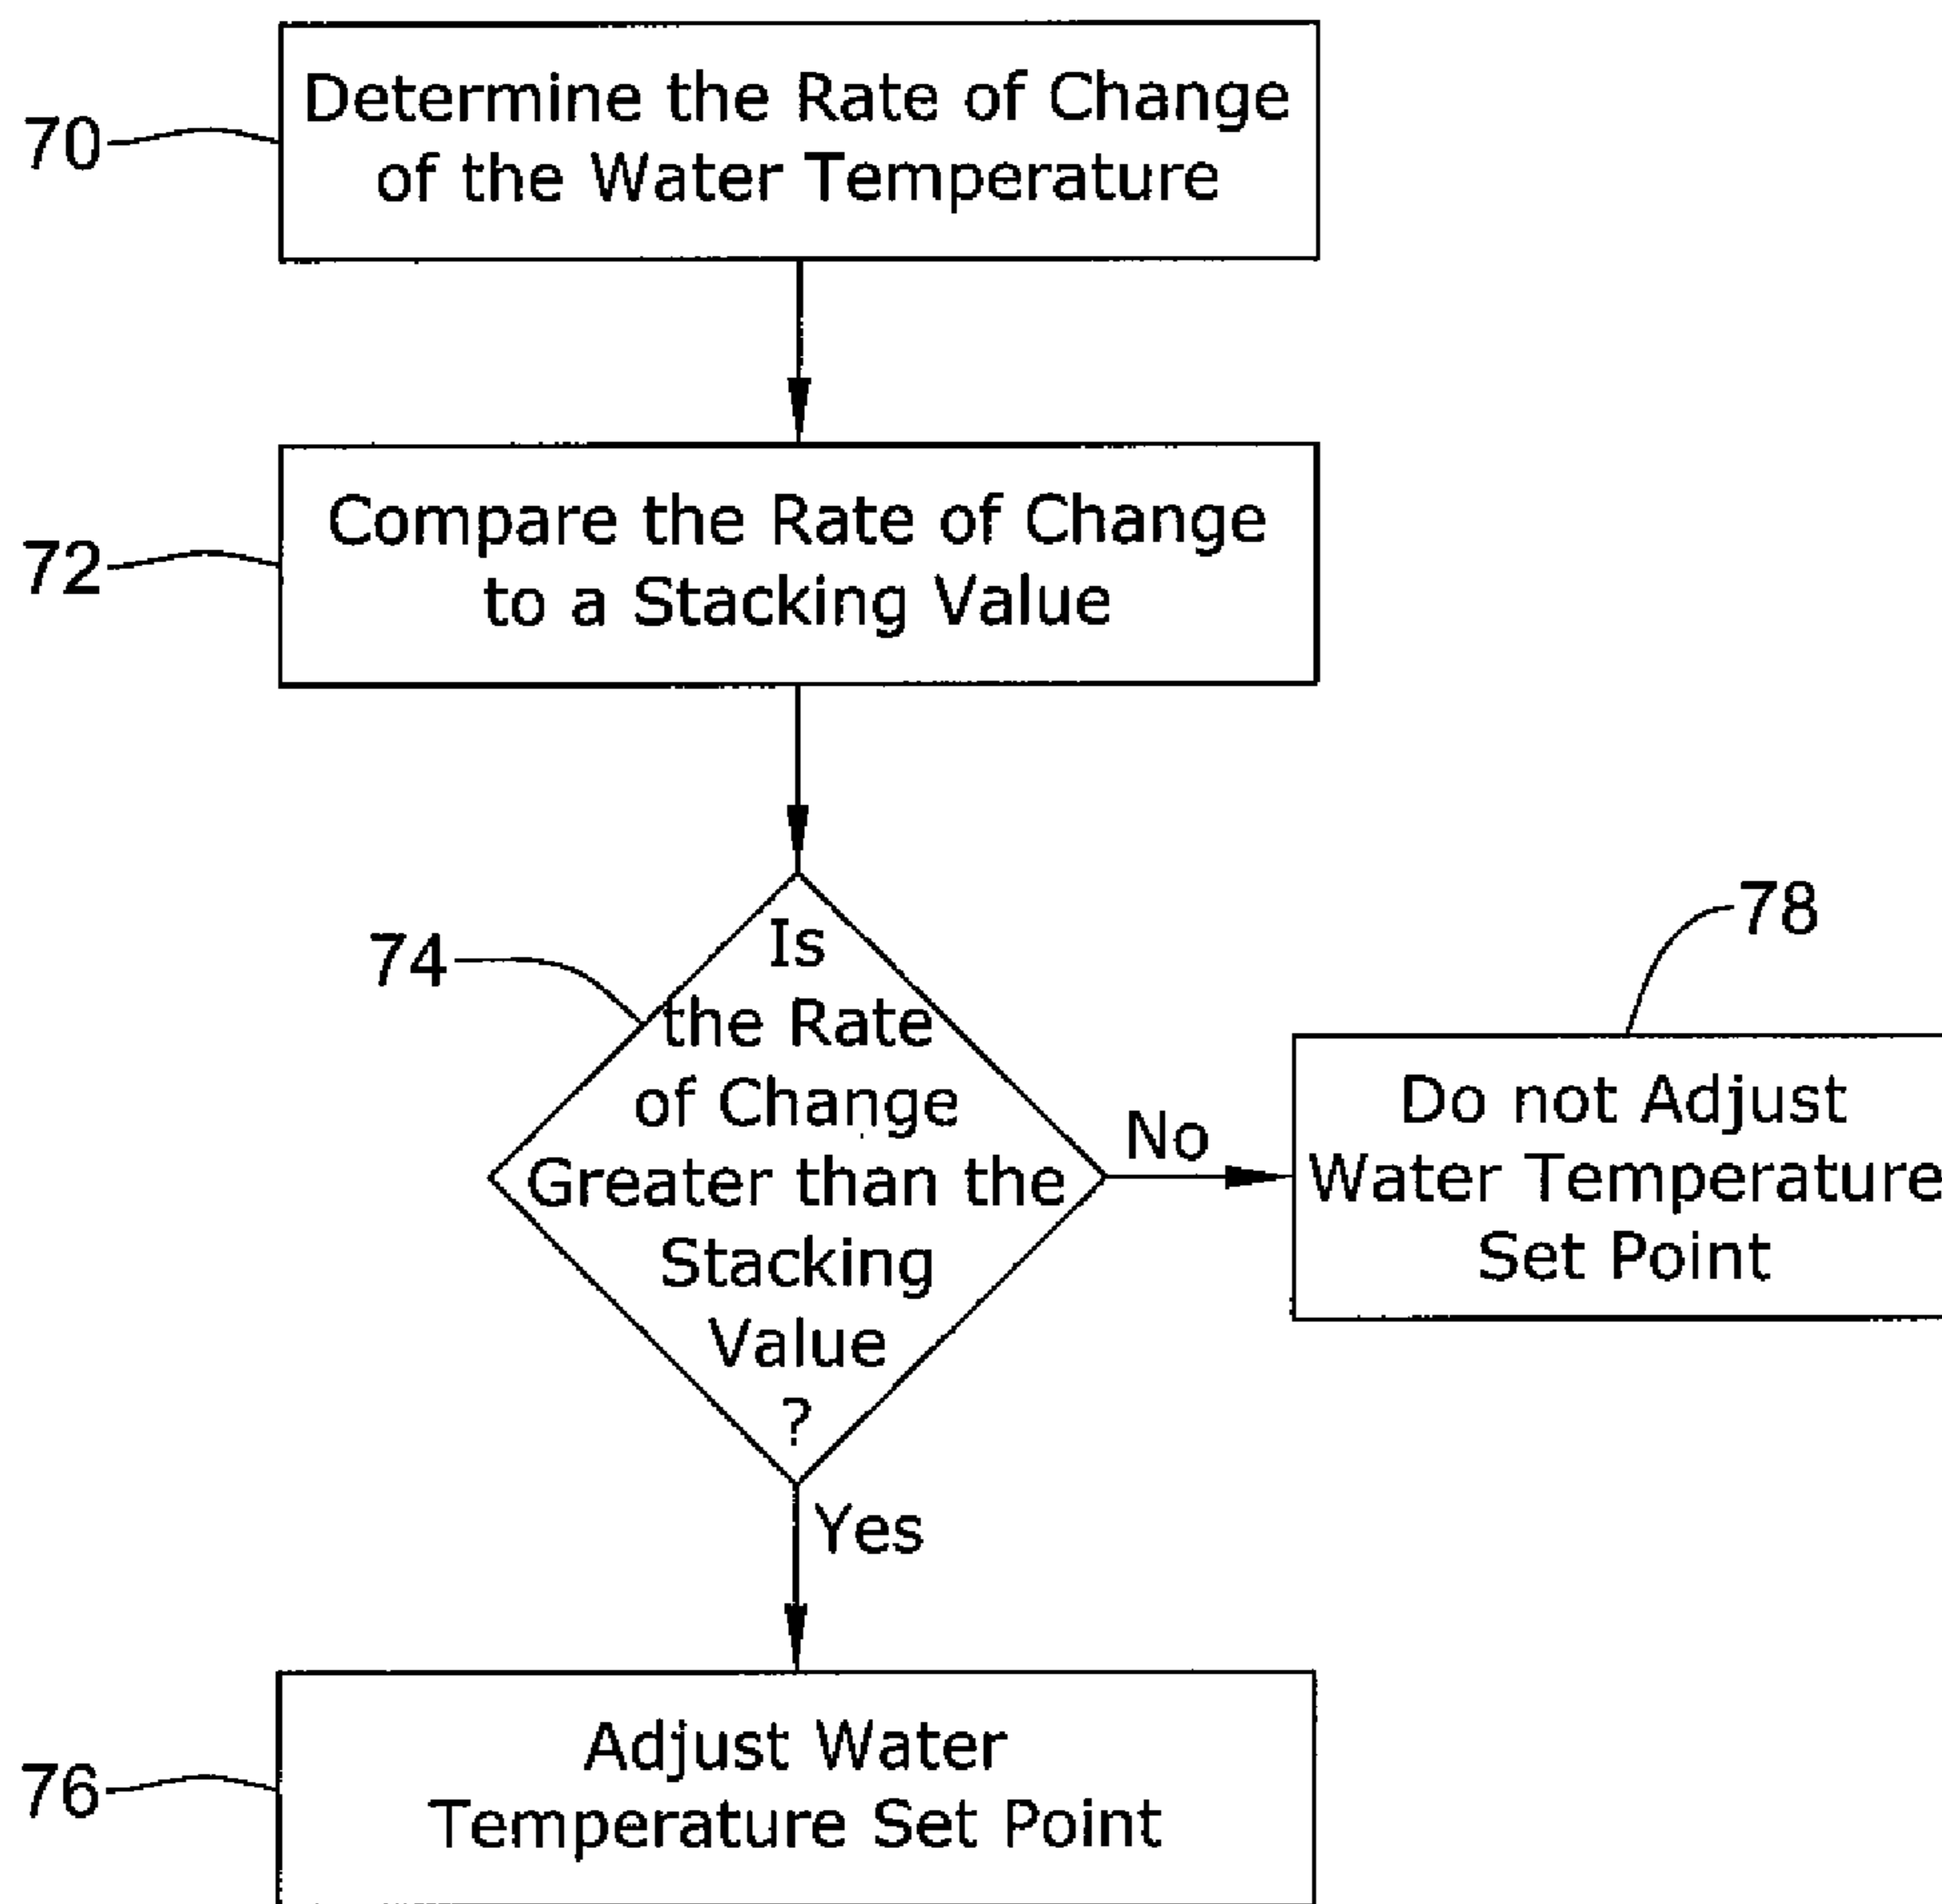 70
Determine the Rate of Change
of the Water Temperature
72
Compare the Rate of Change
to a Stacking Value
74
Is
the Rate
of Change
Greater than the
Stacking
Value
?
No
78
Do not Adjust
Water Temperature
Set Point
Yes
76
Adjust Water
Temperature Set Point